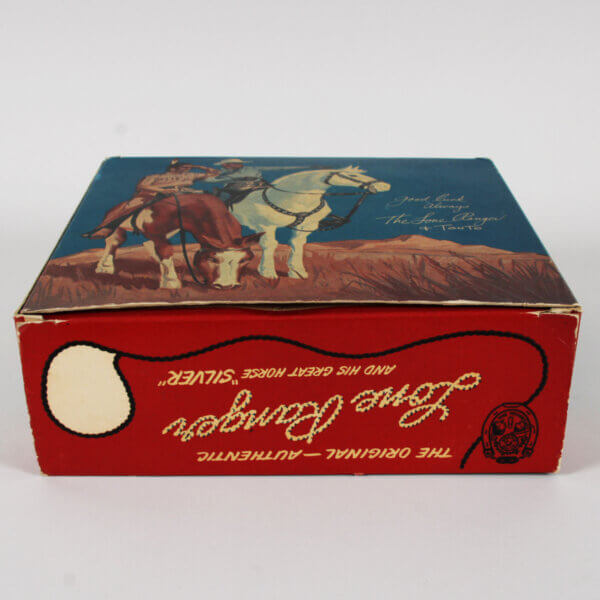 Good Luck
Always
The Lone Ranger
& TONTO
THE ORIGINAL — AUTHENTIC
Lone Ranger
AND HIS GREAT HORSE "SILVER"